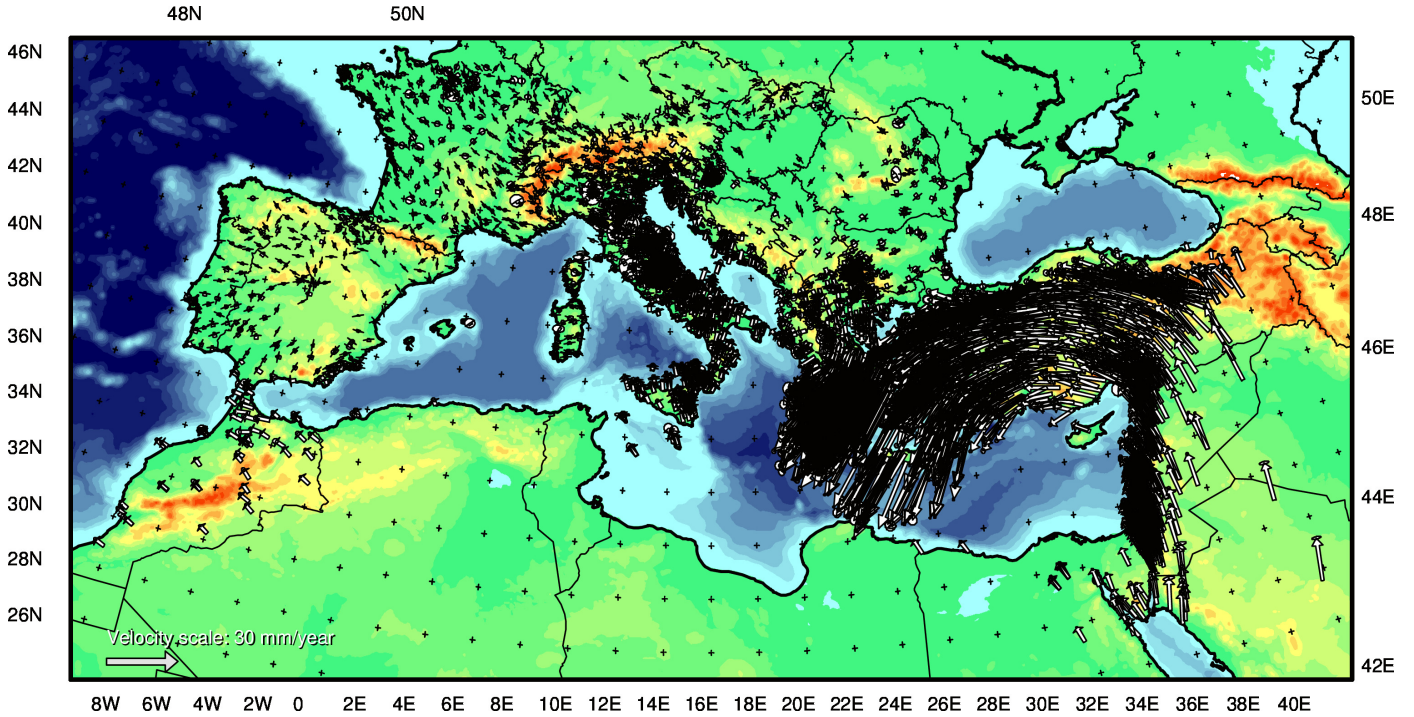 48N 50N
46N
44N
42N
40N
38N
36N
34N
32N
30N
28N
26N
50E
48E
46E
44E
42E
Velocity scale: 30 mm/year
8W 6W 4W 2W 0 2E 4E 6E 8E 10E 12E 14E 16E 18E 20E 22E 24E 26E 28E 30E 32E 34E 36E 38E 40E